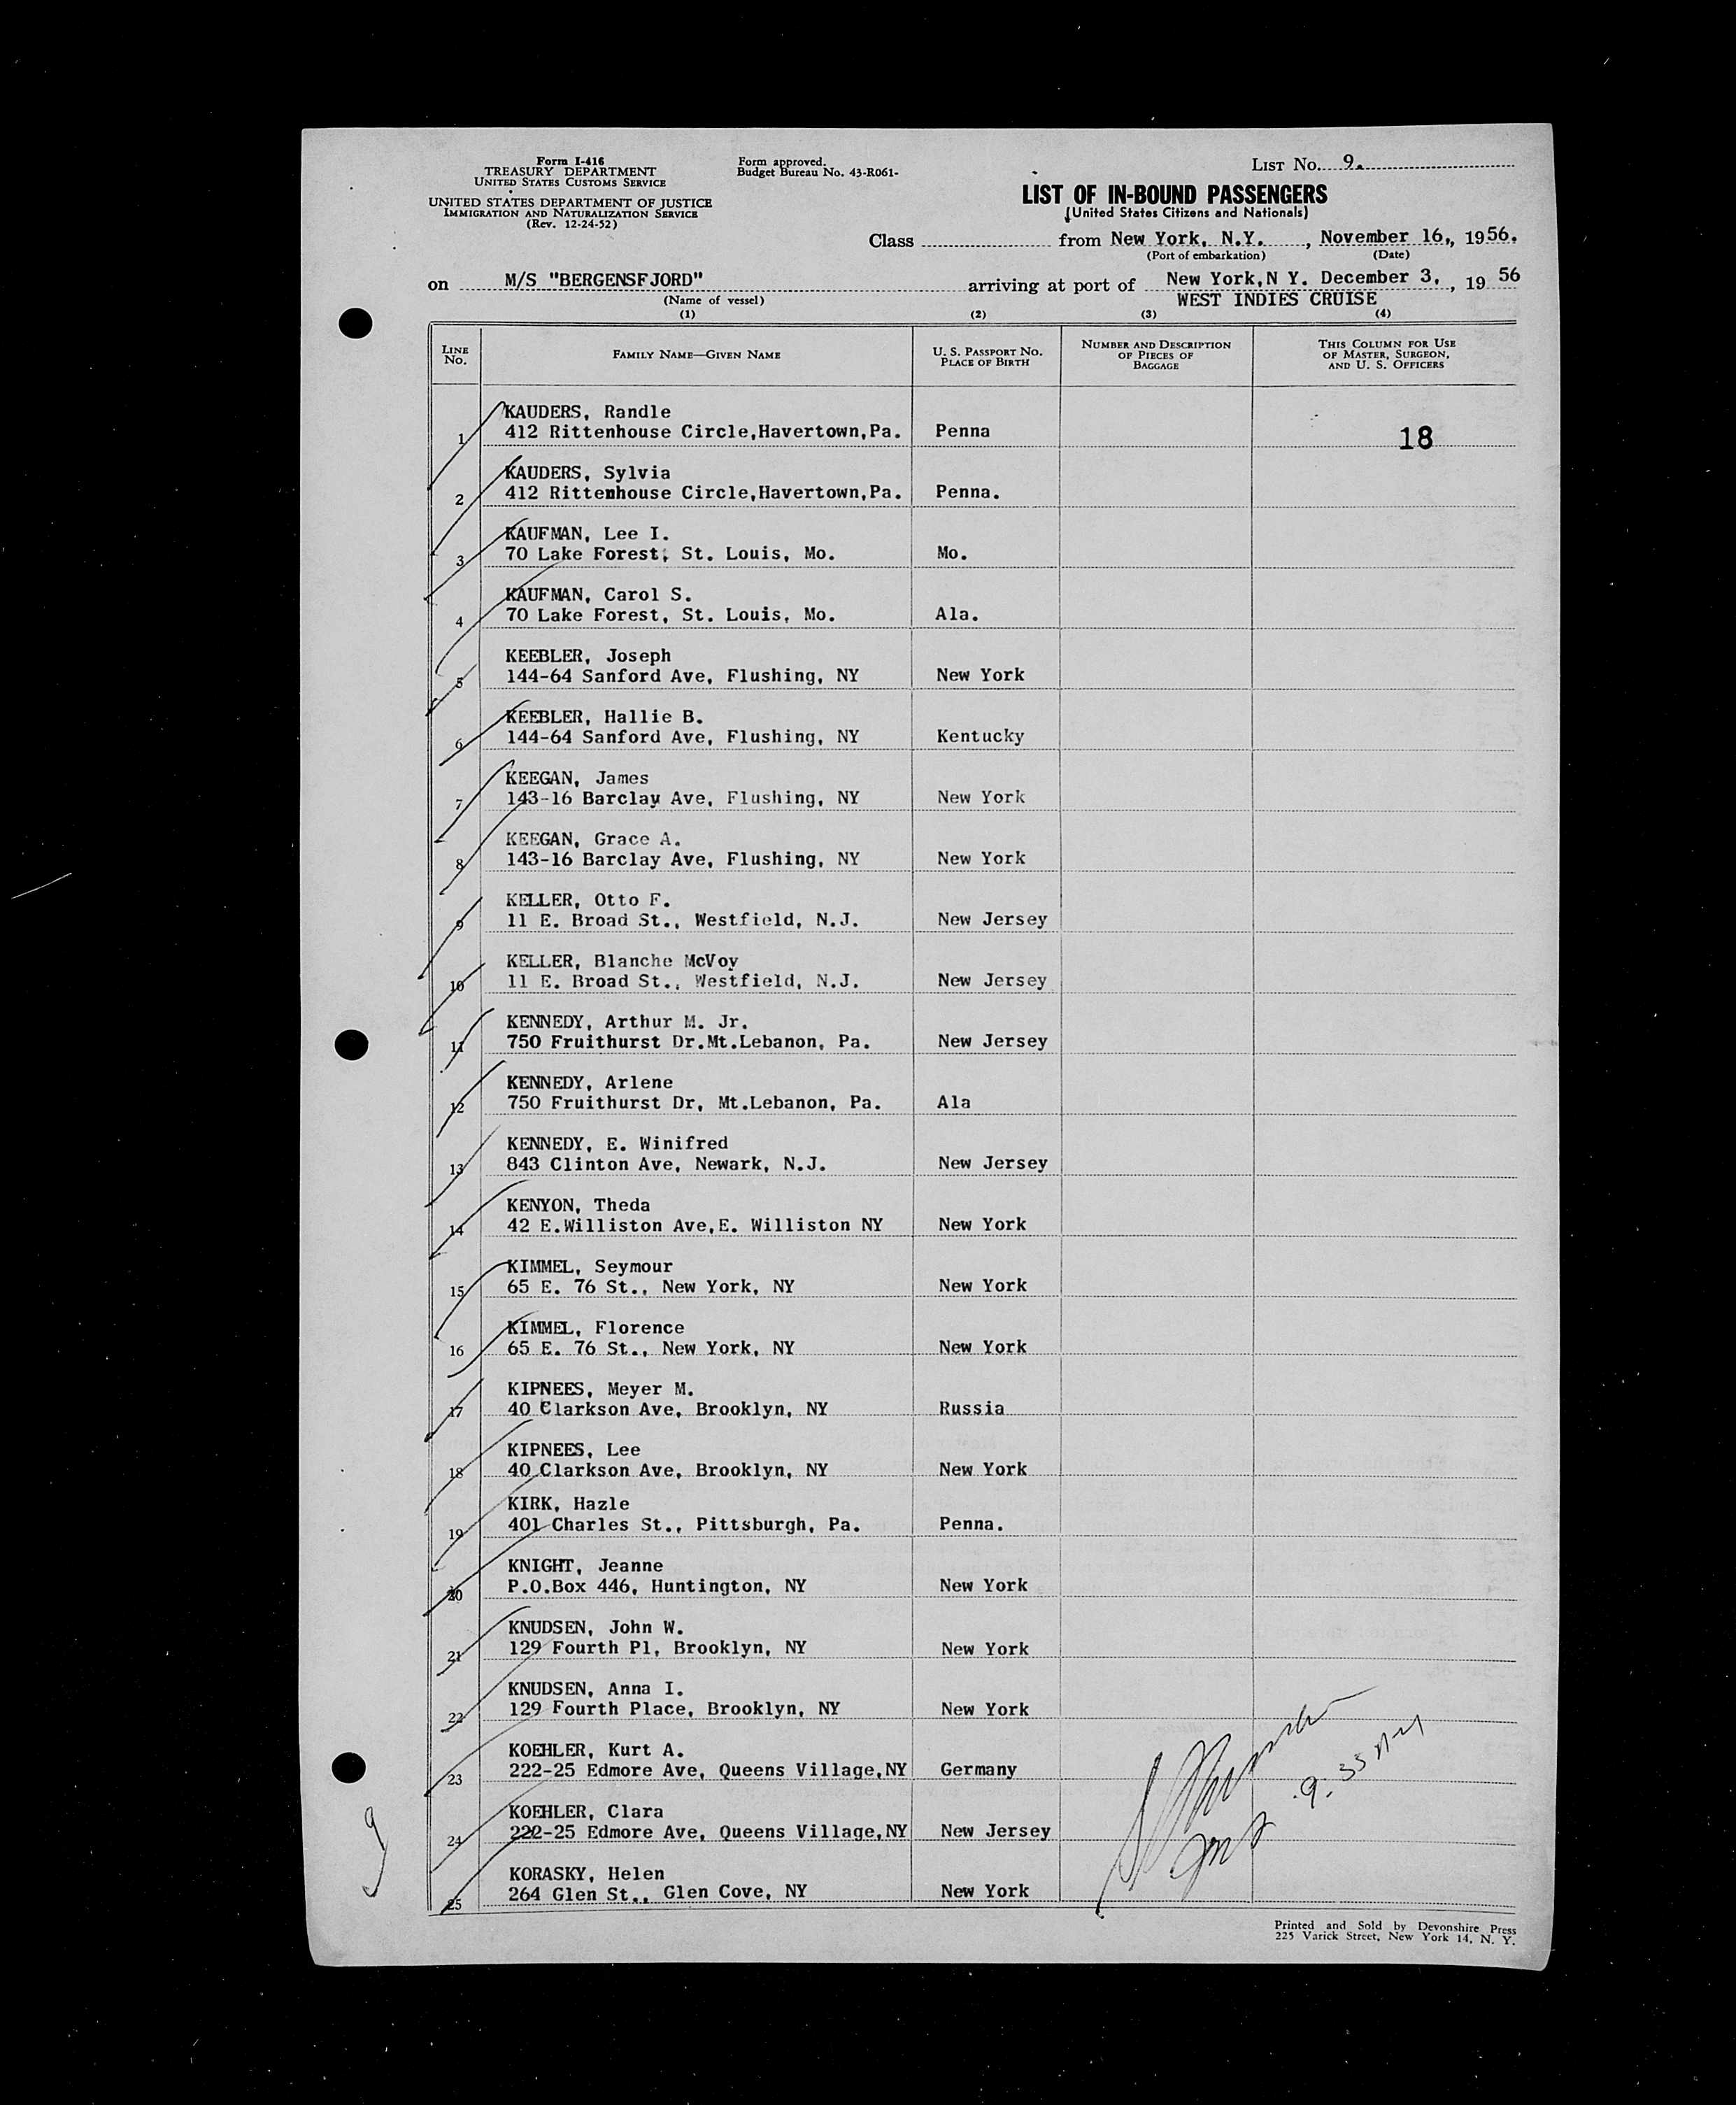 Form I-416
TREASURY DEPARTMENT
UNITED STATES CUSTOMS SERVICE
UNITED STATES DEPARTMENT OF JUSTICE
IMMIGRATION AND NATURALIZATION SERVICE
(Rev. 12-24-52)
Form approved.
Budget Bureau No. 43-R061-
LIST No. 9.
LIST OF IN-BOUND PASSENGERS
(United States Citizens and Nationals)
Class from New York, N.Y. , November 16,, 1956.
(Port of embarkation) (Date)
on M/S "BERGENSFJORD" arriving at port of New York,N Y. December 3, , 19 56
(Name of vessel) WEST INDIES CRUISE
(1) (2) (3) (4)
LINE No. FAMILY NAME—GIVEN NAME U. S. PASSPORT NO. PLACE OF BIRTH NUMBER AND DESCRIPTION OF PIECES OF BAGGAGE THIS COLUMN FOR USE OF MASTER, SURGEON, AND U. S. OFFICERS
KAUDERS, Randle
1 412 Rittenhouse Circle,Havertown,Pa. Penna 18
KAUDERS, Sylvia
2 412 Rittenhouse Circle,Havertown,Pa. Penna.
KAUFMAN, Lee I.
3 70 Lake Forest, St. Louis, Mo. Mo.
KAUFMAN, Carol S.
4 70 Lake Forest, St. Louis, Mo. Ala.
KEEBLER, Joseph
5 144-64 Sanford Ave, Flushing, NY New York
KEEBLER, Hallie B.
6 144-64 Sanford Ave, Flushing, NY Kentucky
KEEGAN, James
7 143-16 Barclay Ave, Flushing, NY New York
KEEGAN, Grace A.
8 143-16 Barclay Ave, Flushing, NY New York
KELLER, Otto F.
9 11 E. Broad St., Westfield, N.J. New Jersey
KELLER, Blanche McVoy
10 11 E. Broad St., Westfield, N.J. New Jersey
KENNEDY, Arthur M. Jr.
11 750 Fruithurst Dr.Mt.Lebanon, Pa. New Jersey
KENNEDY, Arlene
12 750 Fruithurst Dr, Mt.Lebanon, Pa. Ala
KENNEDY, E. Winifred
13 843 Clinton Ave, Newark, N.J. New Jersey
KENYON, Theda
14 42 E.Williston Ave,E. Williston NY New York
KIMMEL, Seymour
15 65 E. 76 St., New York, NY New York
KIMMEL, Florence
16 65 E. 76 St., New York, NY New York
KIPNEES, Meyer M.
17 40 Clarkson Ave, Brooklyn, NY Russia
KIPNEES, Lee
18 40 Clarkson Ave, Brooklyn, NY New York
KIRK, Hazle
19 401 Charles St., Pittsburgh, Pa. Penna.
KNIGHT, Jeanne
20 P.O.Box 446, Huntington, NY New York
KNUDSEN, John W.
21 129 Fourth Pl, Brooklyn, NY New York
KNUDSEN, Anna I.
22 129 Fourth Place, Brooklyn, NY New York
KOEHLER, Kurt A.
23 222-25 Edmore Ave, Queens Village,NY Germany
KOEHLER, Clara
24 222-25 Edmore Ave, Queens Village,NY New Jersey
KORASKY, Helen
25 264 Glen St., Glen Cove, NY New York
9
Printed and Sold by Devonshire Press
225 Varick Street, New York 14, N. Y.